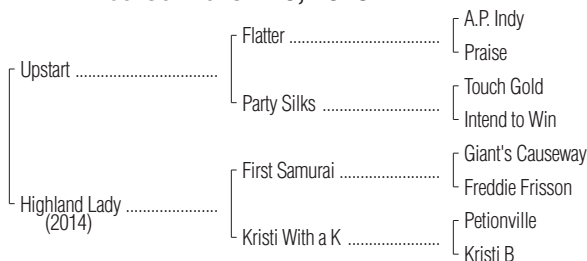 A.P. Indy
Flatter ........................
Praise
Upstart ................................
Touch Gold
Party Silks ..........................
Intend to Win
Giant's Causeway
First Samurai ....................
Freddie Frisson
Highland Lady .....................
(2014)
Petionville
Kristi With a K ....................
Kristi B